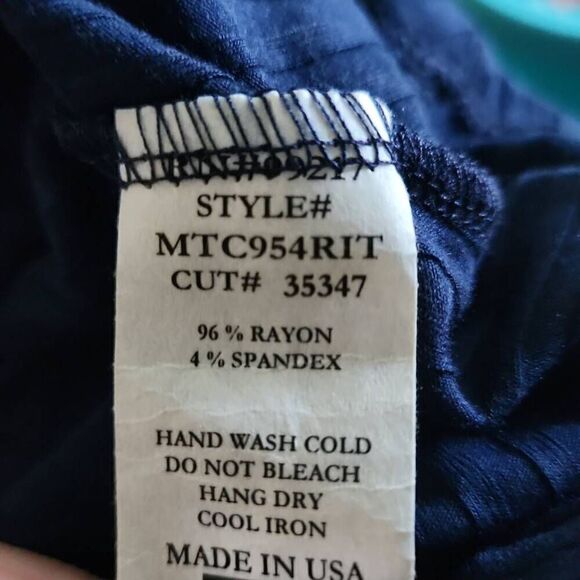 STYLE#
MTC954RIT
CUT# 35347
96 % RAYON
4 % SPANDEX
HAND WASH COLD
DO NOT BLEACH
HANG DRY
COOL IRON
MADE IN USA